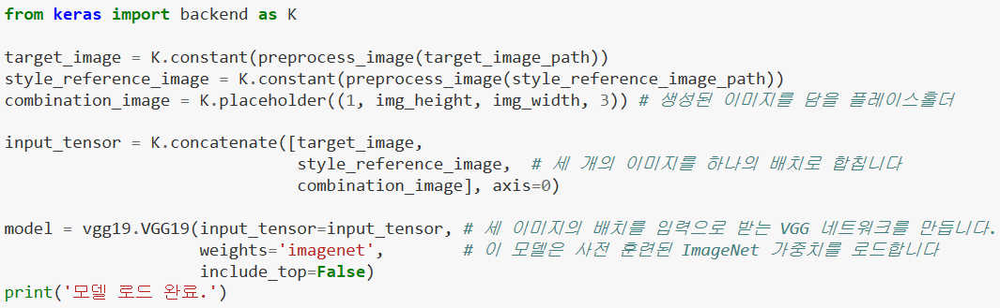 from keras import backend as K
target_image = K.constant(preprocess_image(target_image_path))
style_reference_image = K.constant(preprocess_image(style_reference_image_path))
combination_image = K.placeholder((1, img_height, img_width, 3)) # 생성된 이미지를 담을 플레이스홀더
input_tensor = K.concatenate([target_image,
style_reference_image, # 세 개의 이미지를 하나의 배치로 합칩니다
combination_image], axis=0)
model = vgg19.VGG19(input_tensor=input_tensor, # 세 이미지의 배치를 입력으로 받는 VGG 네트워크를 만듭니다.
weights='imagenet', # 이 모델은 사전 훈련된 ImageNet 가중치를 로드합니다
include_top=False)
print('모델 로드 완료.')